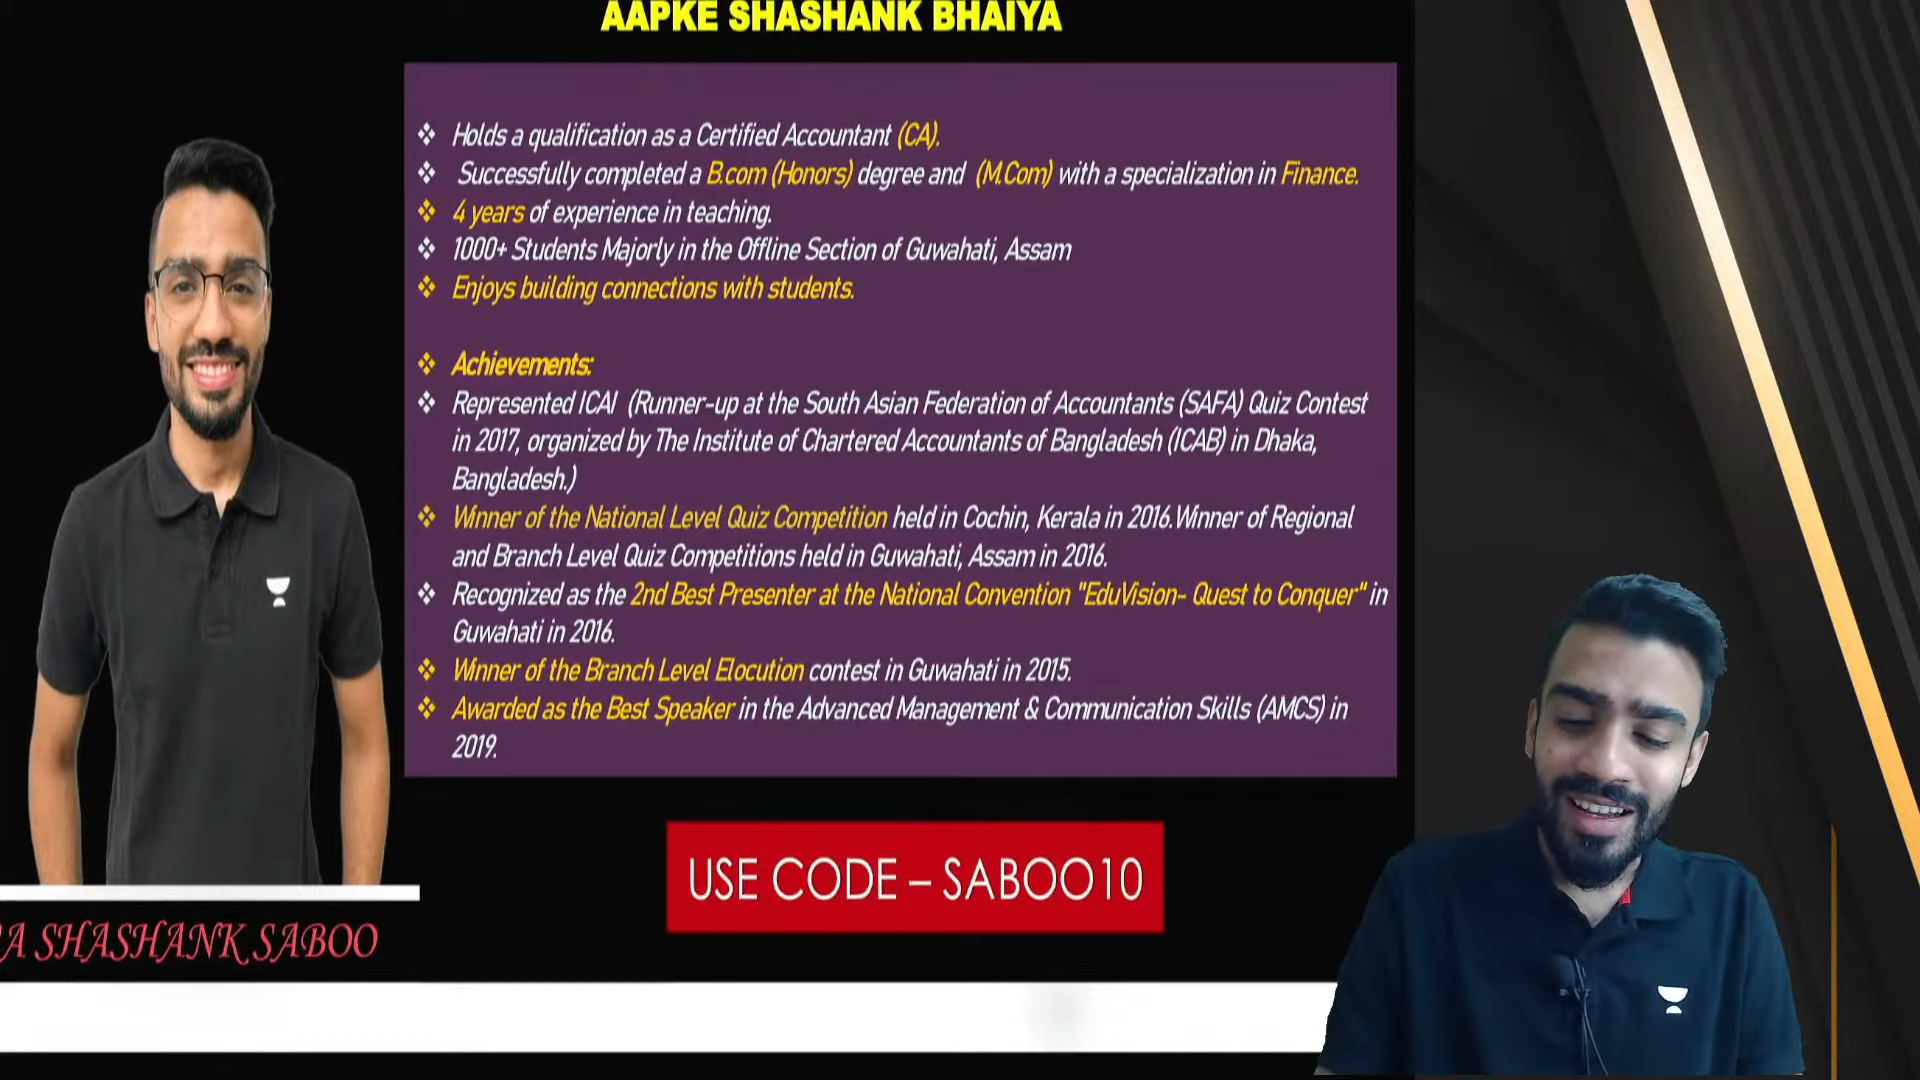 AAPKE SHASHANK BHAIYA
Holds a qualification as a Certified Accountant (CA).
Successfully completed a B.com (Honors) degree and (M.Com) with a specialization in Finance.
4 years of experience in teaching.
1000+ Students Majorly in the Offline Section of Guwahati, Assam
Enjoys building connections with students.
Achievements:
Represented ICAI (Runner-up at the South Asian Federation of Accountants (SAFA) Quiz Contest
in 2017, organized by The Institute of Chartered Accountants of Bangladesh (ICAB) in Dhaka,
Bangladesh.)
Winner of the National Level Quiz Competition held in Cochin, Kerala in 2016.Winner of Regional
and Branch Level Quiz Competitions held in Guwahati, Assam in 2016.
Recognized as the 2nd Best Presenter at the National Convention "EduVision- Quest to Conquer" in
Guwahati in 2016.
Winner of the Branch Level Elocution contest in Guwahati in 2015.
Awarded as the Best Speaker in the Advanced Management & Communication Skills (AMCS) in
2019.
USE CODE – SABOO10
SHASHANK SABOO